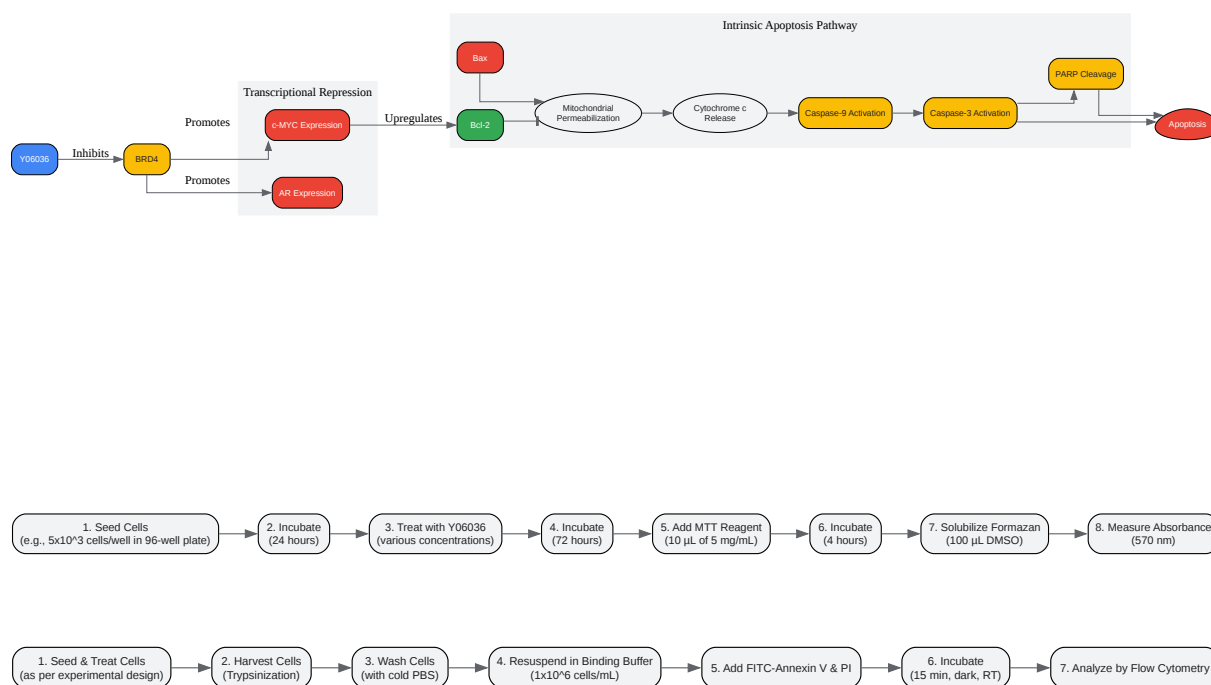 Intrinsic Apoptosis Pathway
Bax
PARP Cleavage
Transcriptional Repression
Mitochondrial
Permeabilization
Cytochrome c
Release
Caspase-9 Activation
Caspase-3 Activation
Promotes
c-MYC Expression
Upregulates
Bcl-2
Apoptosis
Y06036
Inhibits
BRD4
Promotes
AR Expression
1. Seed Cells
(e.g., 5x10^3 cells/well in 96-well plate)
2. Incubate
(24 hours)
3. Treat with Y06036
(various concentrations)
4. Incubate
(72 hours)
5. Add MTT Reagent
(10 µL of 5 mg/mL)
6. Incubate
(4 hours)
7. Solubilize Formazan
(100 µL DMSO)
8. Measure Absorbance
(570 nm)
1. Seed & Treat Cells
(as per experimental design)
2. Harvest Cells
(Trypsinization)
3. Wash Cells
(with cold PBS)
4. Resuspend in Binding Buffer
(1x10^6 cells/mL)
5. Add FITC-Annexin V & PI
6. Incubate
(15 min, dark, RT)
7. Analyze by Flow Cytometry